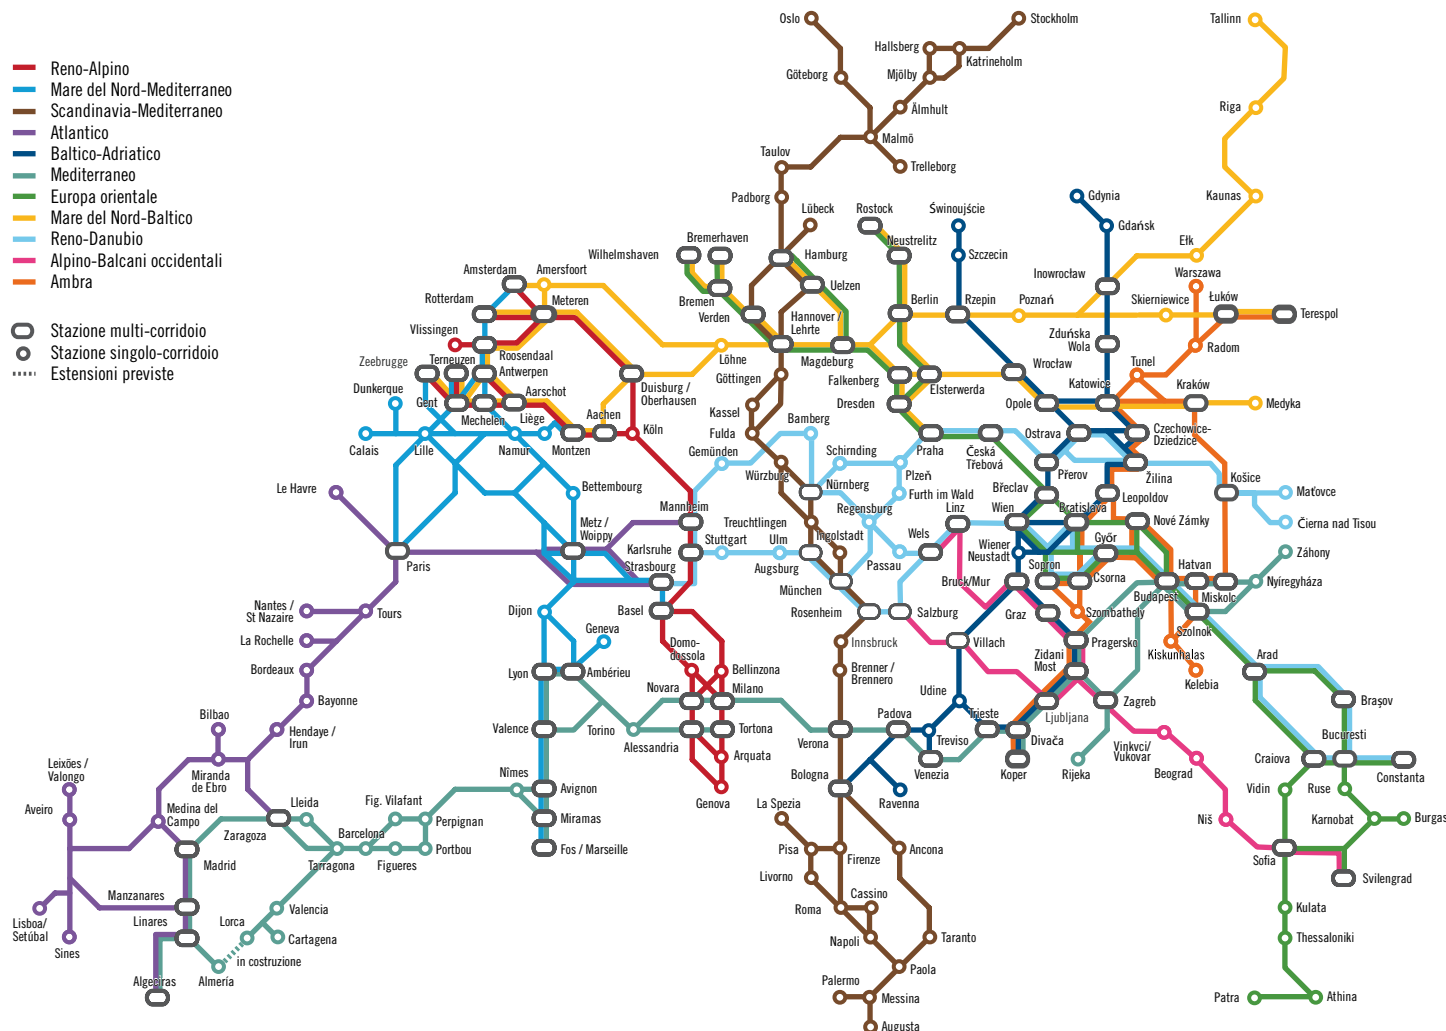 Reno-Alpino
Mare del Nord-Mediterraneo
Scandinavia-Mediterraneo
Atlantico
Baltico-Adriatico
Mediterraneo
Europa orientale
Mare del Nord-Baltico
Reno-Danubio
Alpino-Balcani occidentali
Ambra
Stazione multi-corridoio
Stazione singolo-corridoio
Estensioni previste
Oslo
Stockholm
Tallinn
Hallsberg
Katrineholm
Göteborg
Mjölby
Älmhult
Riga
Malmö
Taulov
Trelleborg
Padborg
Lübeck
Rostock
Świnoujście
Gdynia
Kaunas
Gdańsk
Bremerhaven
Wilhelmshaven
Neustrelitz
Hamburg
Szczecin
Ełk
Inowrocław
Warszawa
Amsterdam
Amersfoort
Uelzen
Rotterdam
Meteren
Bremen
Verden
Berlin
Rzepin
Poznań
Skierniewice
Łuków
Terespol
Vlissingen
Roosendaal
Hannover /
Lehrte
Magdeburg
Zduńska
Wola
Radom
Zeebrugge
Terneuzen
Antwerpen
Löhne
Göttingen
Falkenberg
Elsterwerda
Wrocław
Katowice
Tunel
Kraków
Dunkerque
Gent
Aarschot
Duisburg /
Oberhausen
Kassel
Dresden
Opole
Medyka
Mechelen
Liège
Aachen
Calais
Lille
Namur
Montzen
Köln
Fulda
Bamberg
Praha
Česká
Třebová
Ostrava
Czechowice-
Dziedzice
Gemünden
Schirnding
Würzburg
Plzeň
Přerov
Žilina
Le Havre
Bettembourg
Nürnberg
Furth im Wald
Břeclav
Leopoldov
Košice
Maťovce
Mannheim
Regensburg
Linz
Wien
Bratislava
Nové Zámky
Čierna nad Tisou
Metz /
Woippy
Treuchtlingen
Ingolstadt
Wels
Paris
Karlsruhe
Stuttgart
Ulm
Augsburg
Passau
Wiener
Neustadt
Győr
Záhony
Strasbourg
München
Sopron
Csorna
Hatvan
Bruck/Mur
Budapest
Miskolc
Nyíregyháza
Nantes /
St Nazaire
Tours
Dijon
Basel
Rosenheim
Salzburg
Graz
Szombathely
Szolnok
La Rochelle
Geneva
Domo-
dossola
Innsbruck
Villach
Pragersko
Kiskunhalas
Bordeaux
Lyon
Ambérieu
Bellinzona
Brenner /
Brennero
Zidani
Most
Kelebia
Arad
Bayonne
Novara
Milano
Udine
Ljubljana
Zagreb
Braşov
Bilbao
Hendaye /
Irun
Valence
Torino
Alessandria
Tortona
Verona
Padova
Treviso
Trieste
Divača
Vinkvci/
Vukovar
Bucuresti
Leixões /
Valongo
Miranda
de Ebro
Nîmes
Arquata
Bologna
Venezia
Koper
Rijeka
Beograd
Craiova
Constanta
Aveiro
Medina del
Campo
Lleida
Fig. Vilafant
Perpignan
Avignon
Genova
Ravenna
Vidin
Ruse
Zaragoza
Barcelona
Miramas
La Spezia
Niš
Karnobat
Burgas
Madrid
Tarragona
Figueres
Portbou
Fos / Marseille
Pisa
Firenze
Ancona
Sofia
Svilengrad
Manzanares
Livorno
Cassino
Lisboa/
Setúbal
Linares
Lorca
Valencia
Roma
Kulata
Sines
Cartagena
Napoli
Taranto
Thessaloniki
in costruzione
Algeciras
Almería
Palermo
Paola
Messina
Patra
Athina
Augusta